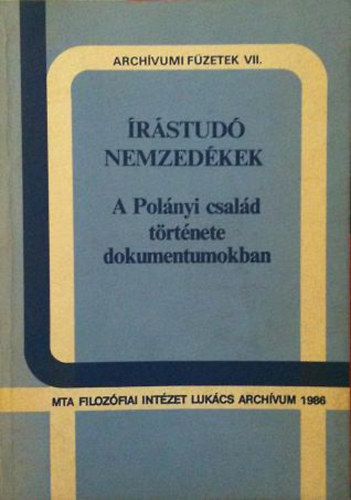 ARCHÍVUMI FÜZETEK VII.
ÍRÁSTUDÓ
NEMZEDÉKEK
A Polányi család
története
dokumentumokban
MTA FILOZÓFIAI INTÉZET LUKÁCS ARCHÍVUM 1986